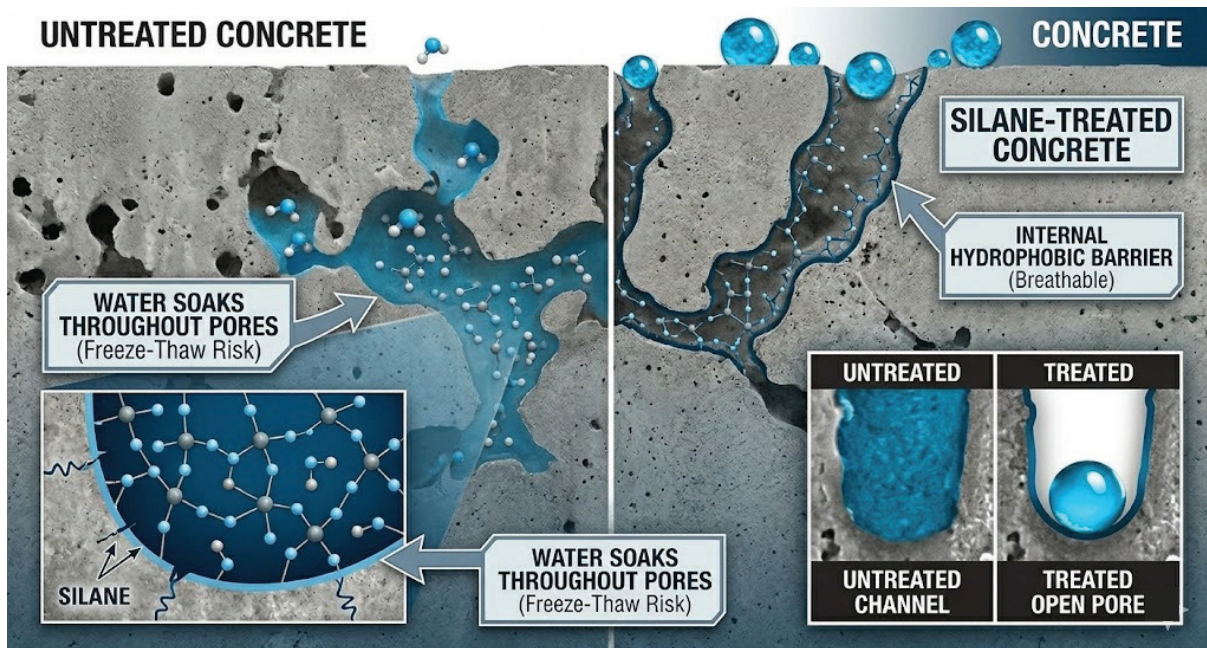 UNTREATED CONCRETE
CONCRETE
SILANE-TREATED
CONCRETE
INTERNAL
HYDROPHOBIC BARRIER
(Breathable)
WATER SOAKS
THROUGHOUT PORES
(Freeze-Thaw Risk)
SILANE
WATER SOAKS
THROUGHOUT PORES
(Freeze-Thaw Risk)
UNTREATED
TREATED
UNTREATED
CHANNEL
TREATED
OPEN PORE